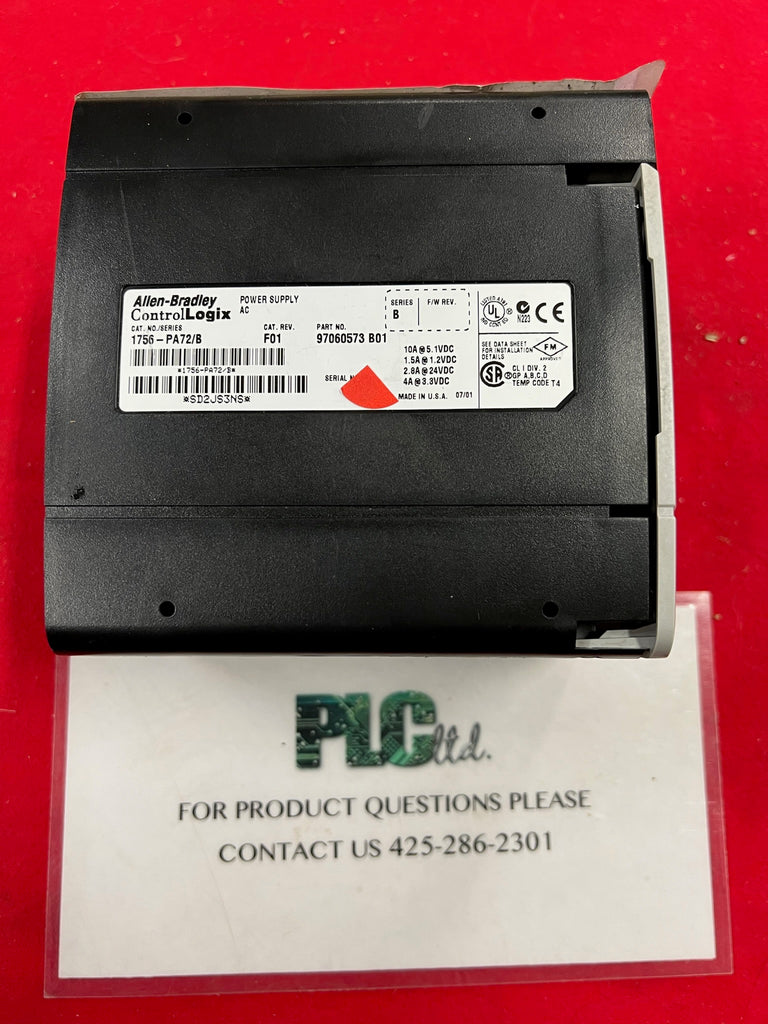 Allen-Bradley
ControlLogix
POWER SUPPLY
AC
SERIES
B
F/W REV.
CAT. NO./SERIES
1756-PA72/B
CAT. REV.
F01
PART NO.
97060573 B01
*1756-PA72/B*
SERIAL
*SD2JS3NS*
10A@5.1VDC
1.5A@1.2VDC
2.8A@24VDC
4A@3.3VDC
MADE IN U.S.A. 07/01
UL
®
N223
CE
SEE DATA SHEET
FOR INSTALLATION
DETAILS
FM
APPROVED
SA
®
CL I DIV. 2
GP A,B,C,D
TEMP CODE T4
PLC ltd.
FOR PRODUCT QUESTIONS PLEASE
CONTACT US 425-286-2301